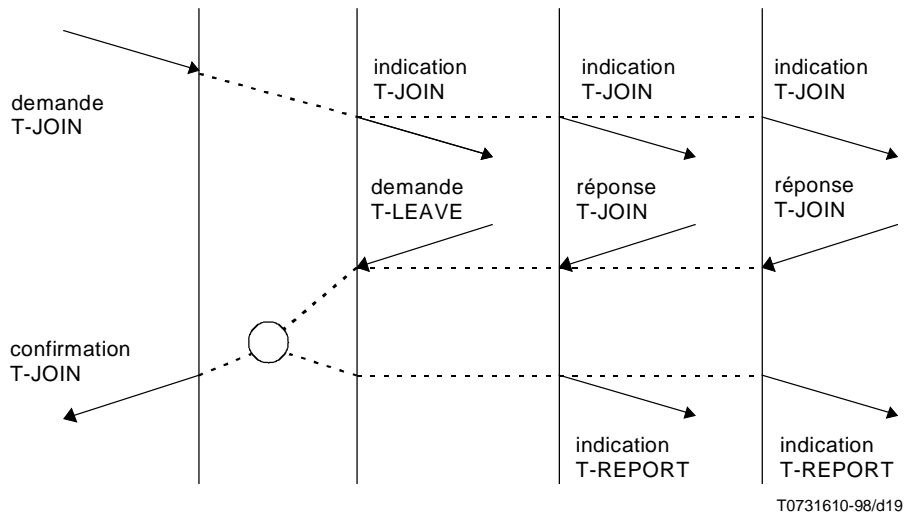 indication
T-JOIN
indication
T-JOIN
indication
T-JOIN
demande
T-JOIN
demande
T-LEAVE
réponse
T-JOIN
réponse
T-JOIN
confirmation
T-JOIN
indication
T-REPORT
indication
T-REPORT
T0731610-98/d19